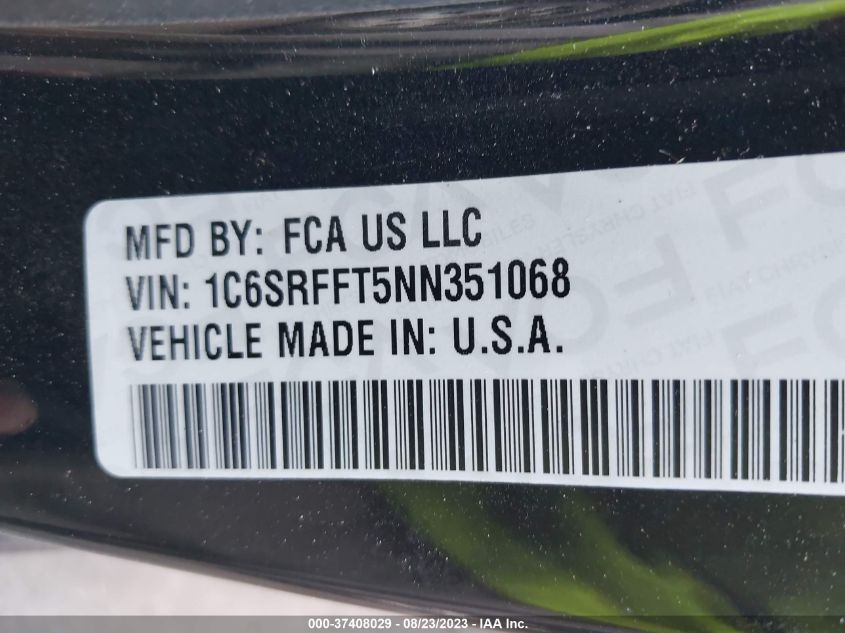 MFD BY: FCA US LLC
VIN: 1C6SRFFT5NN351068
VEHICLE MADE IN: U.S.A.
000-37408029 - 08/23/2023 - IAA Inc.